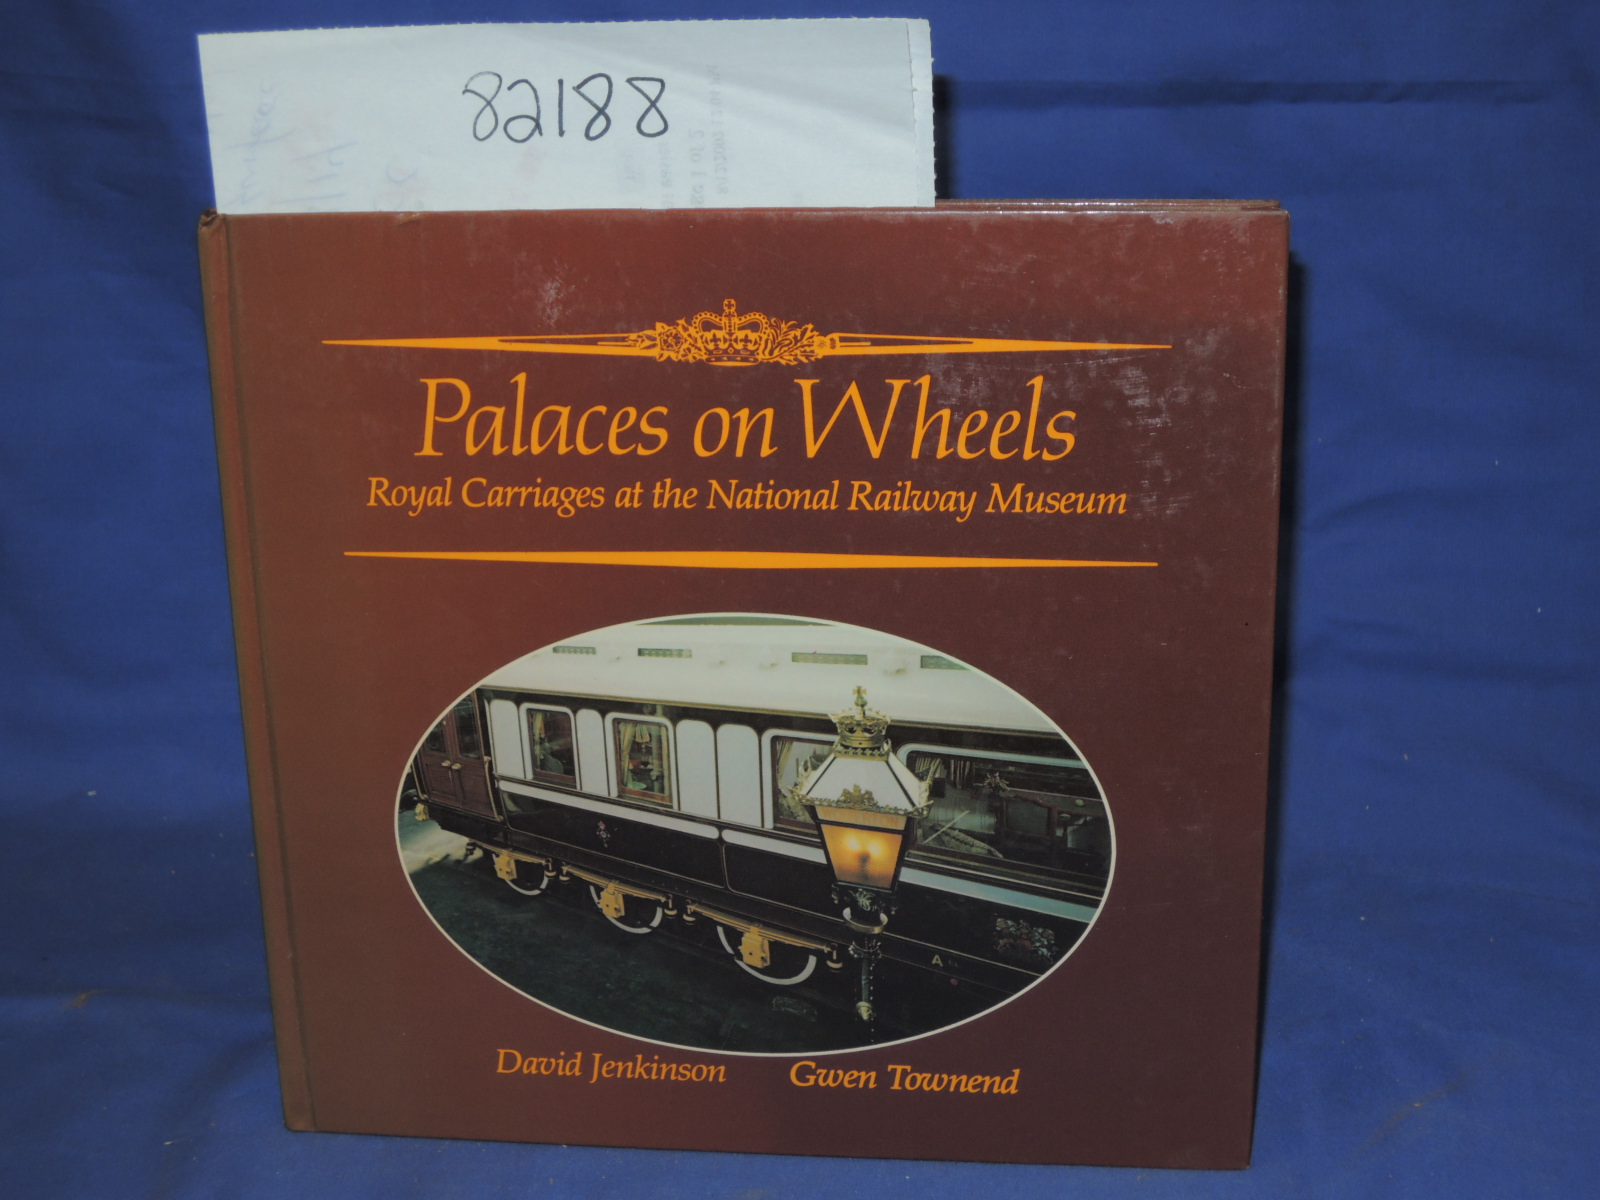 82188
Palaces on Wheels
Royal Carriages at the National Railway Museum
A
David Jenkinson Gwen Townend